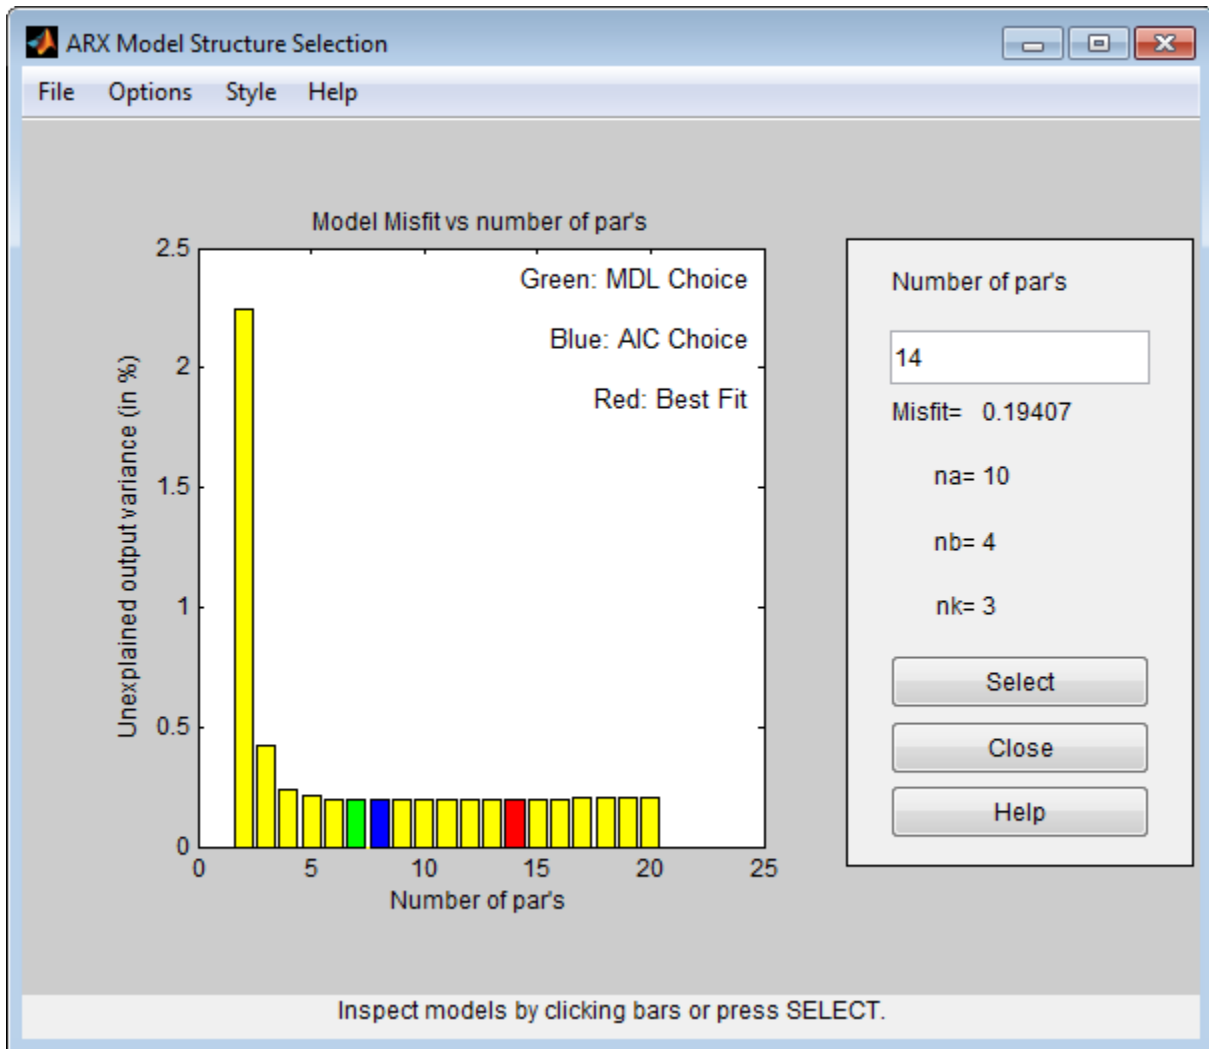 ARX Model Structure Selection
File Options Style Help
Model Misfit vs number of par's
Green: MDL Choice
Blue: AIC Choice
Red: Best Fit
Unexplained output variance (in %)
2.5
2
1.5
1
0.5
0
0 5 10 15 20 25
Number of par's
Number of par's
14
Misfit= 0.19407
na= 10
nb= 4
nk= 3
Select
Close
Help
Inspect models by clicking bars or press SELECT.